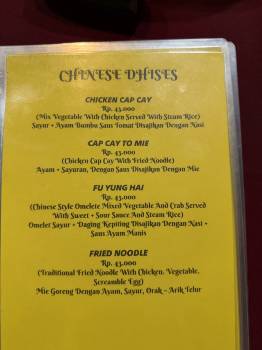 CHINESE DHISES
CHICKEN CAP CAY
Rp. 43.000
(Mix Vegetable With Chicken Served With Steam Rice)
Sayur + Ayam Bumbu Saus Tomat Disajikan Dengan Nasi
CAP CAY TO MIE
Rp. 43.000
(Chicken Cap Cay With Fried Noodle)
Ayam + Sayuran, Dengan Saus Disajikan Dengan Mie
FU YUNG HAI
Rp. 43.000
(Chinese Style Omelete Mixed Vegetable And Crab Served
With Sweet + Sour Sauce And Steam Rice)
Omelet Sayur + Daging Kepiting Disajikan Dengan Nasi +
Saus Ayam Manis
FRIED NOODLE
Rp. 43.000
(Traditional Fried Noodle With Chicken, Vegetable,
Screamble Egg)
Mie Goreng Dengan Ayam, Sayur, Orak - Arik Telur